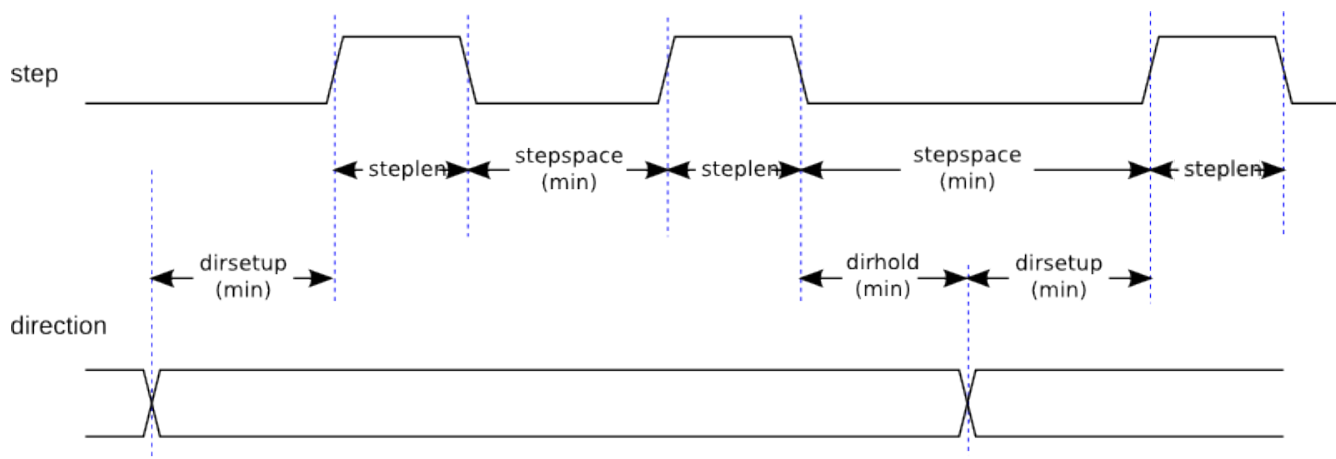 step
steplen
stepspace
(min)
steplen
stepspace
(min)
steplen
dirsetup
(min)
dirhold
(min)
dirsetup
(min)
direction